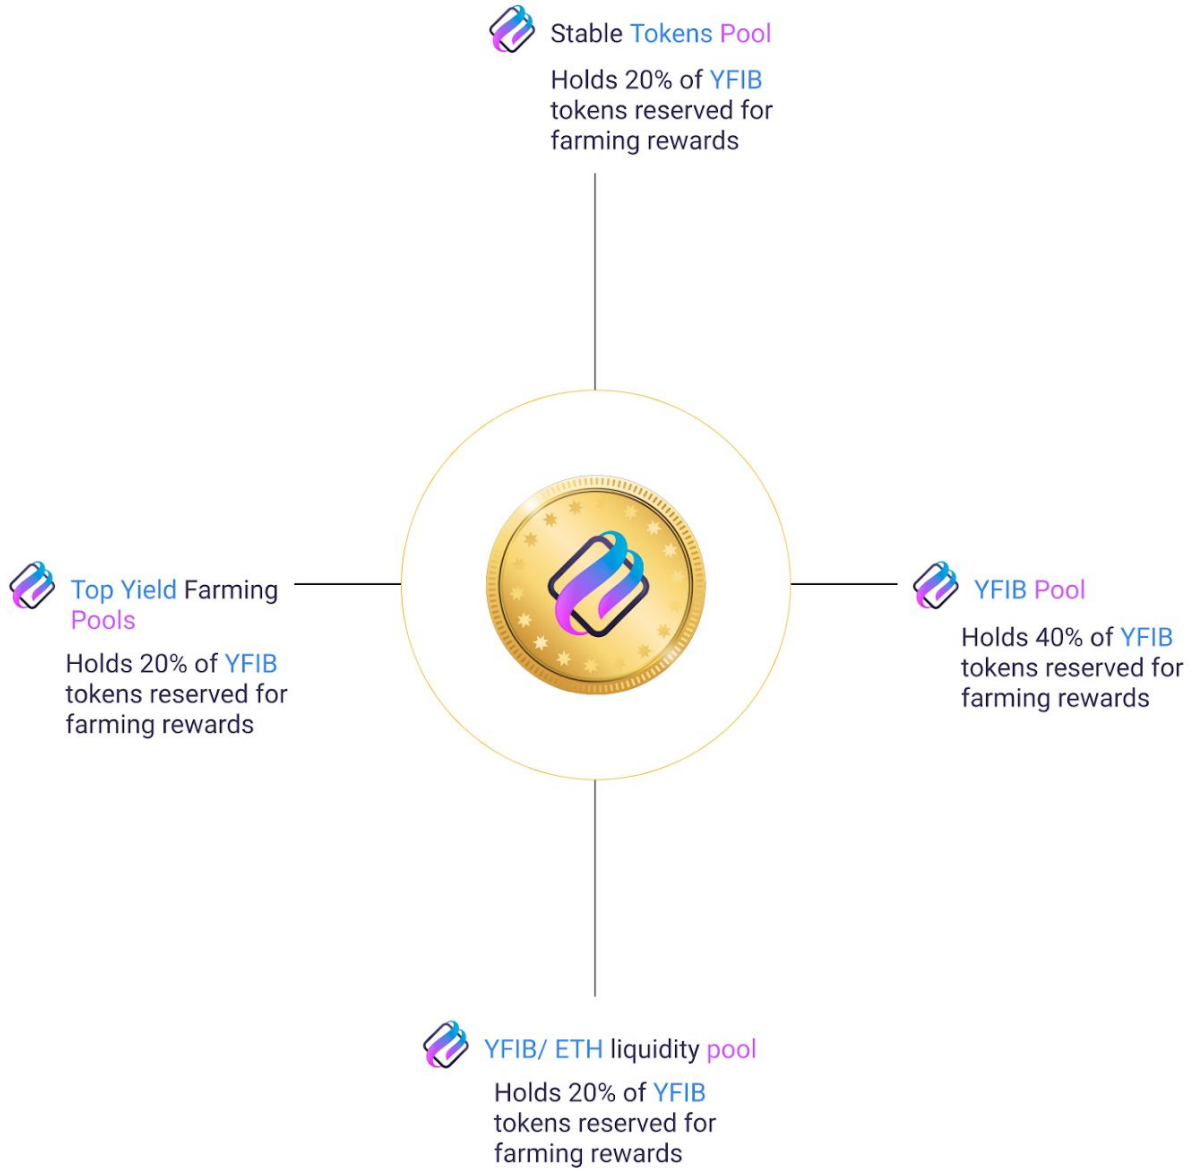 Stable Tokens Pool
Holds 20% of YFIB
tokens reserved for
farming rewards
Top Yield Farming
Pools
Holds 20% of YFIB
tokens reserved for
farming rewards
YFIB Pool
Holds 40% of YFIB
tokens reserved for
farming rewards
YFIB/ ETH liquidity pool
Holds 20% of YFIB
tokens reserved for
farming rewards